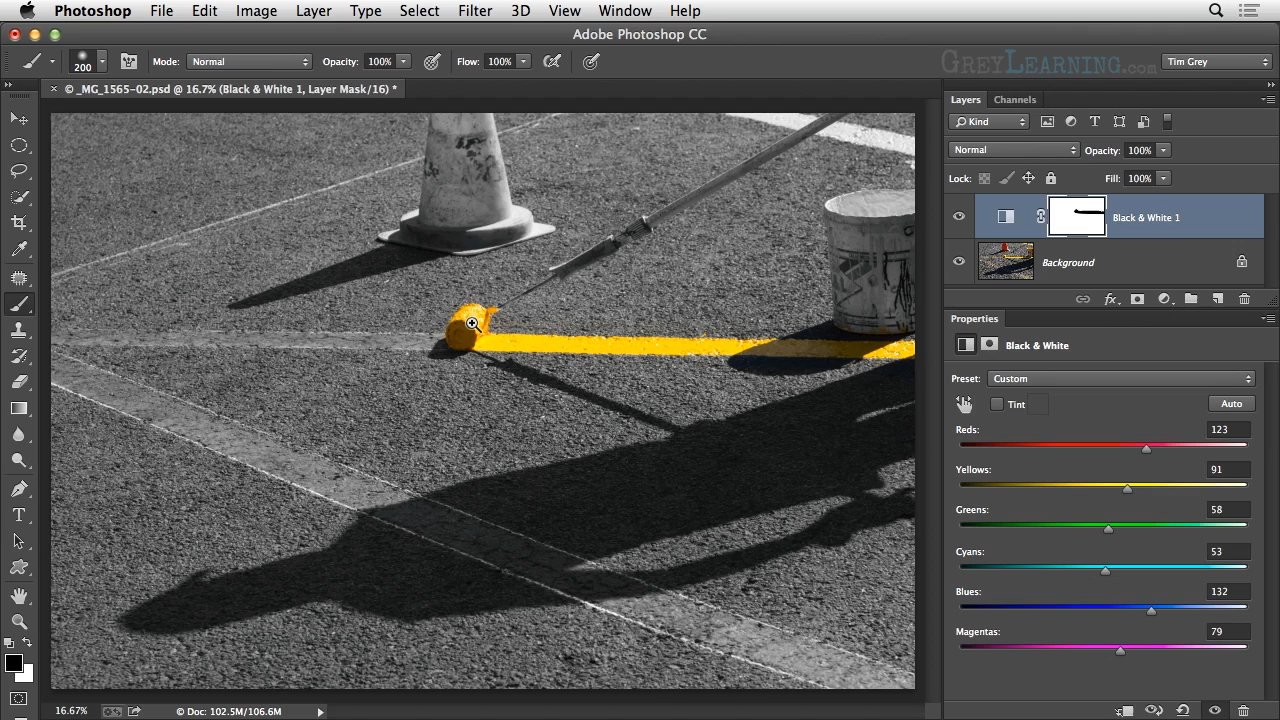 Photoshop File Edit Image Layer Type Select Filter 3D View Window Help
Adobe Photoshop CC
200 Mode: Normal Opacity: 100% Flow: 100% GreyLearning.com Tim Grey
× © _MG_1565-02.psd @ 16.7% (Black & White 1, Layer Mask/16) *
Layers Channels
Kind T
Normal Opacity: 100%
Lock: Fill: 100%
Black & White 1
Background
fx
Properties
Black & White
Preset: Custom
Tint Auto
Reds: 123
Yellows: 91
Greens: 58
Cyans: 53
Blues: 132
Magentas: 79
T
16.67% © Doc: 102.5M/106.6M